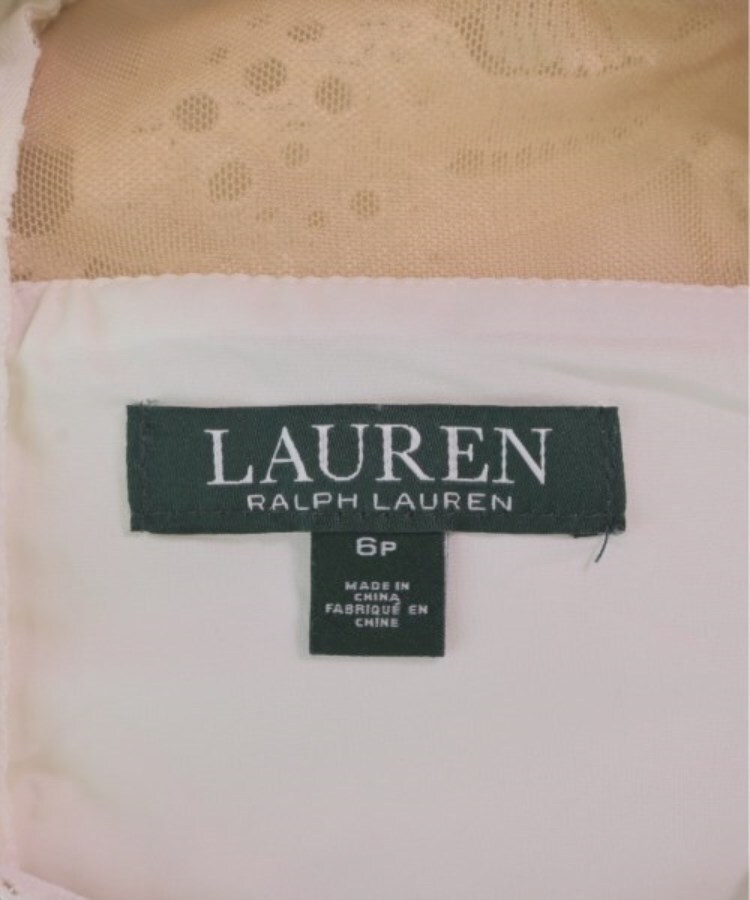 LAUREN
RALPH LAUREN
6P
MADE IN
CHINA
FABRIQUÉ EN
CHINE